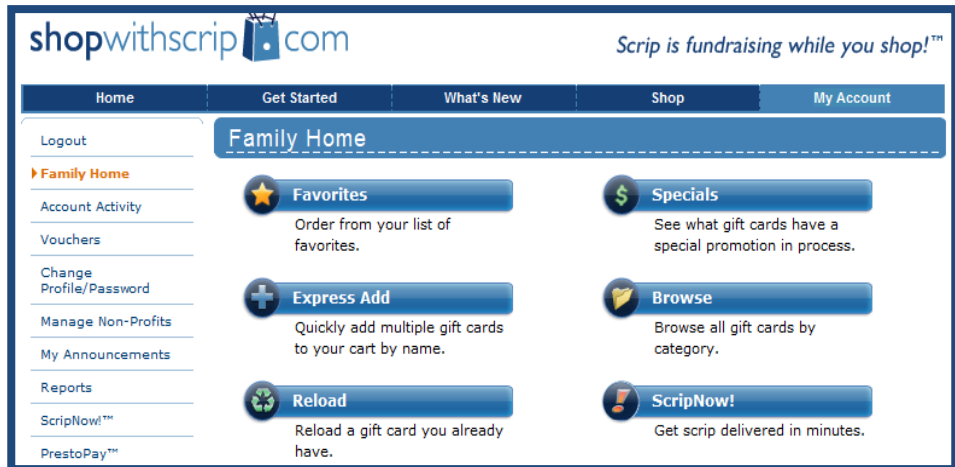 shopwithscrip.com
Scrip is fundraising while you shop!™
Home Get Started What's New Shop My Account
Logout
Family Home
Account Activity
Vouchers
Change
Profile/Password
Manage Non-Profits
My Announcements
Reports
ScripNow!™
PrestoPay™
Family Home
Favorites
Order from your list of
favorites.
Specials
$
See what gift cards have a
special promotion in process.
Express Add
Quickly add multiple gift cards
to your cart by name.
Browse
Browse all gift cards by
category.
Reload
Reload a gift card you already
have.
ScripNow!
Get scrip delivered in minutes.